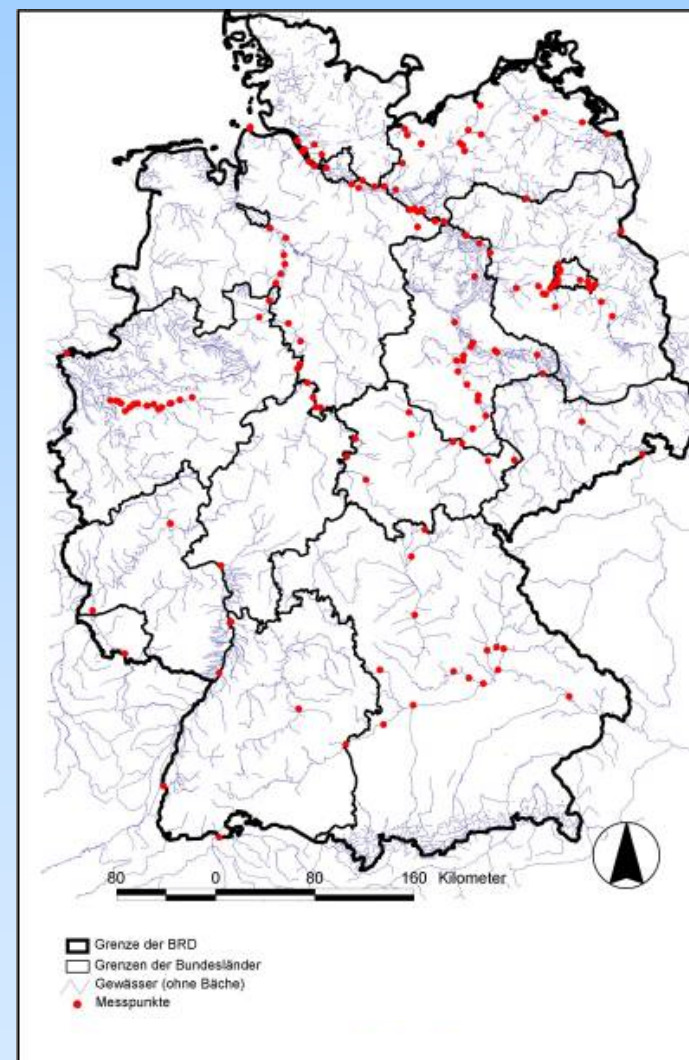 80 0 80 160 Kilometer
Grenze der BRD
Grenzen der Bundesländer
Gewässer (ohne Bäche)
Messpunkte